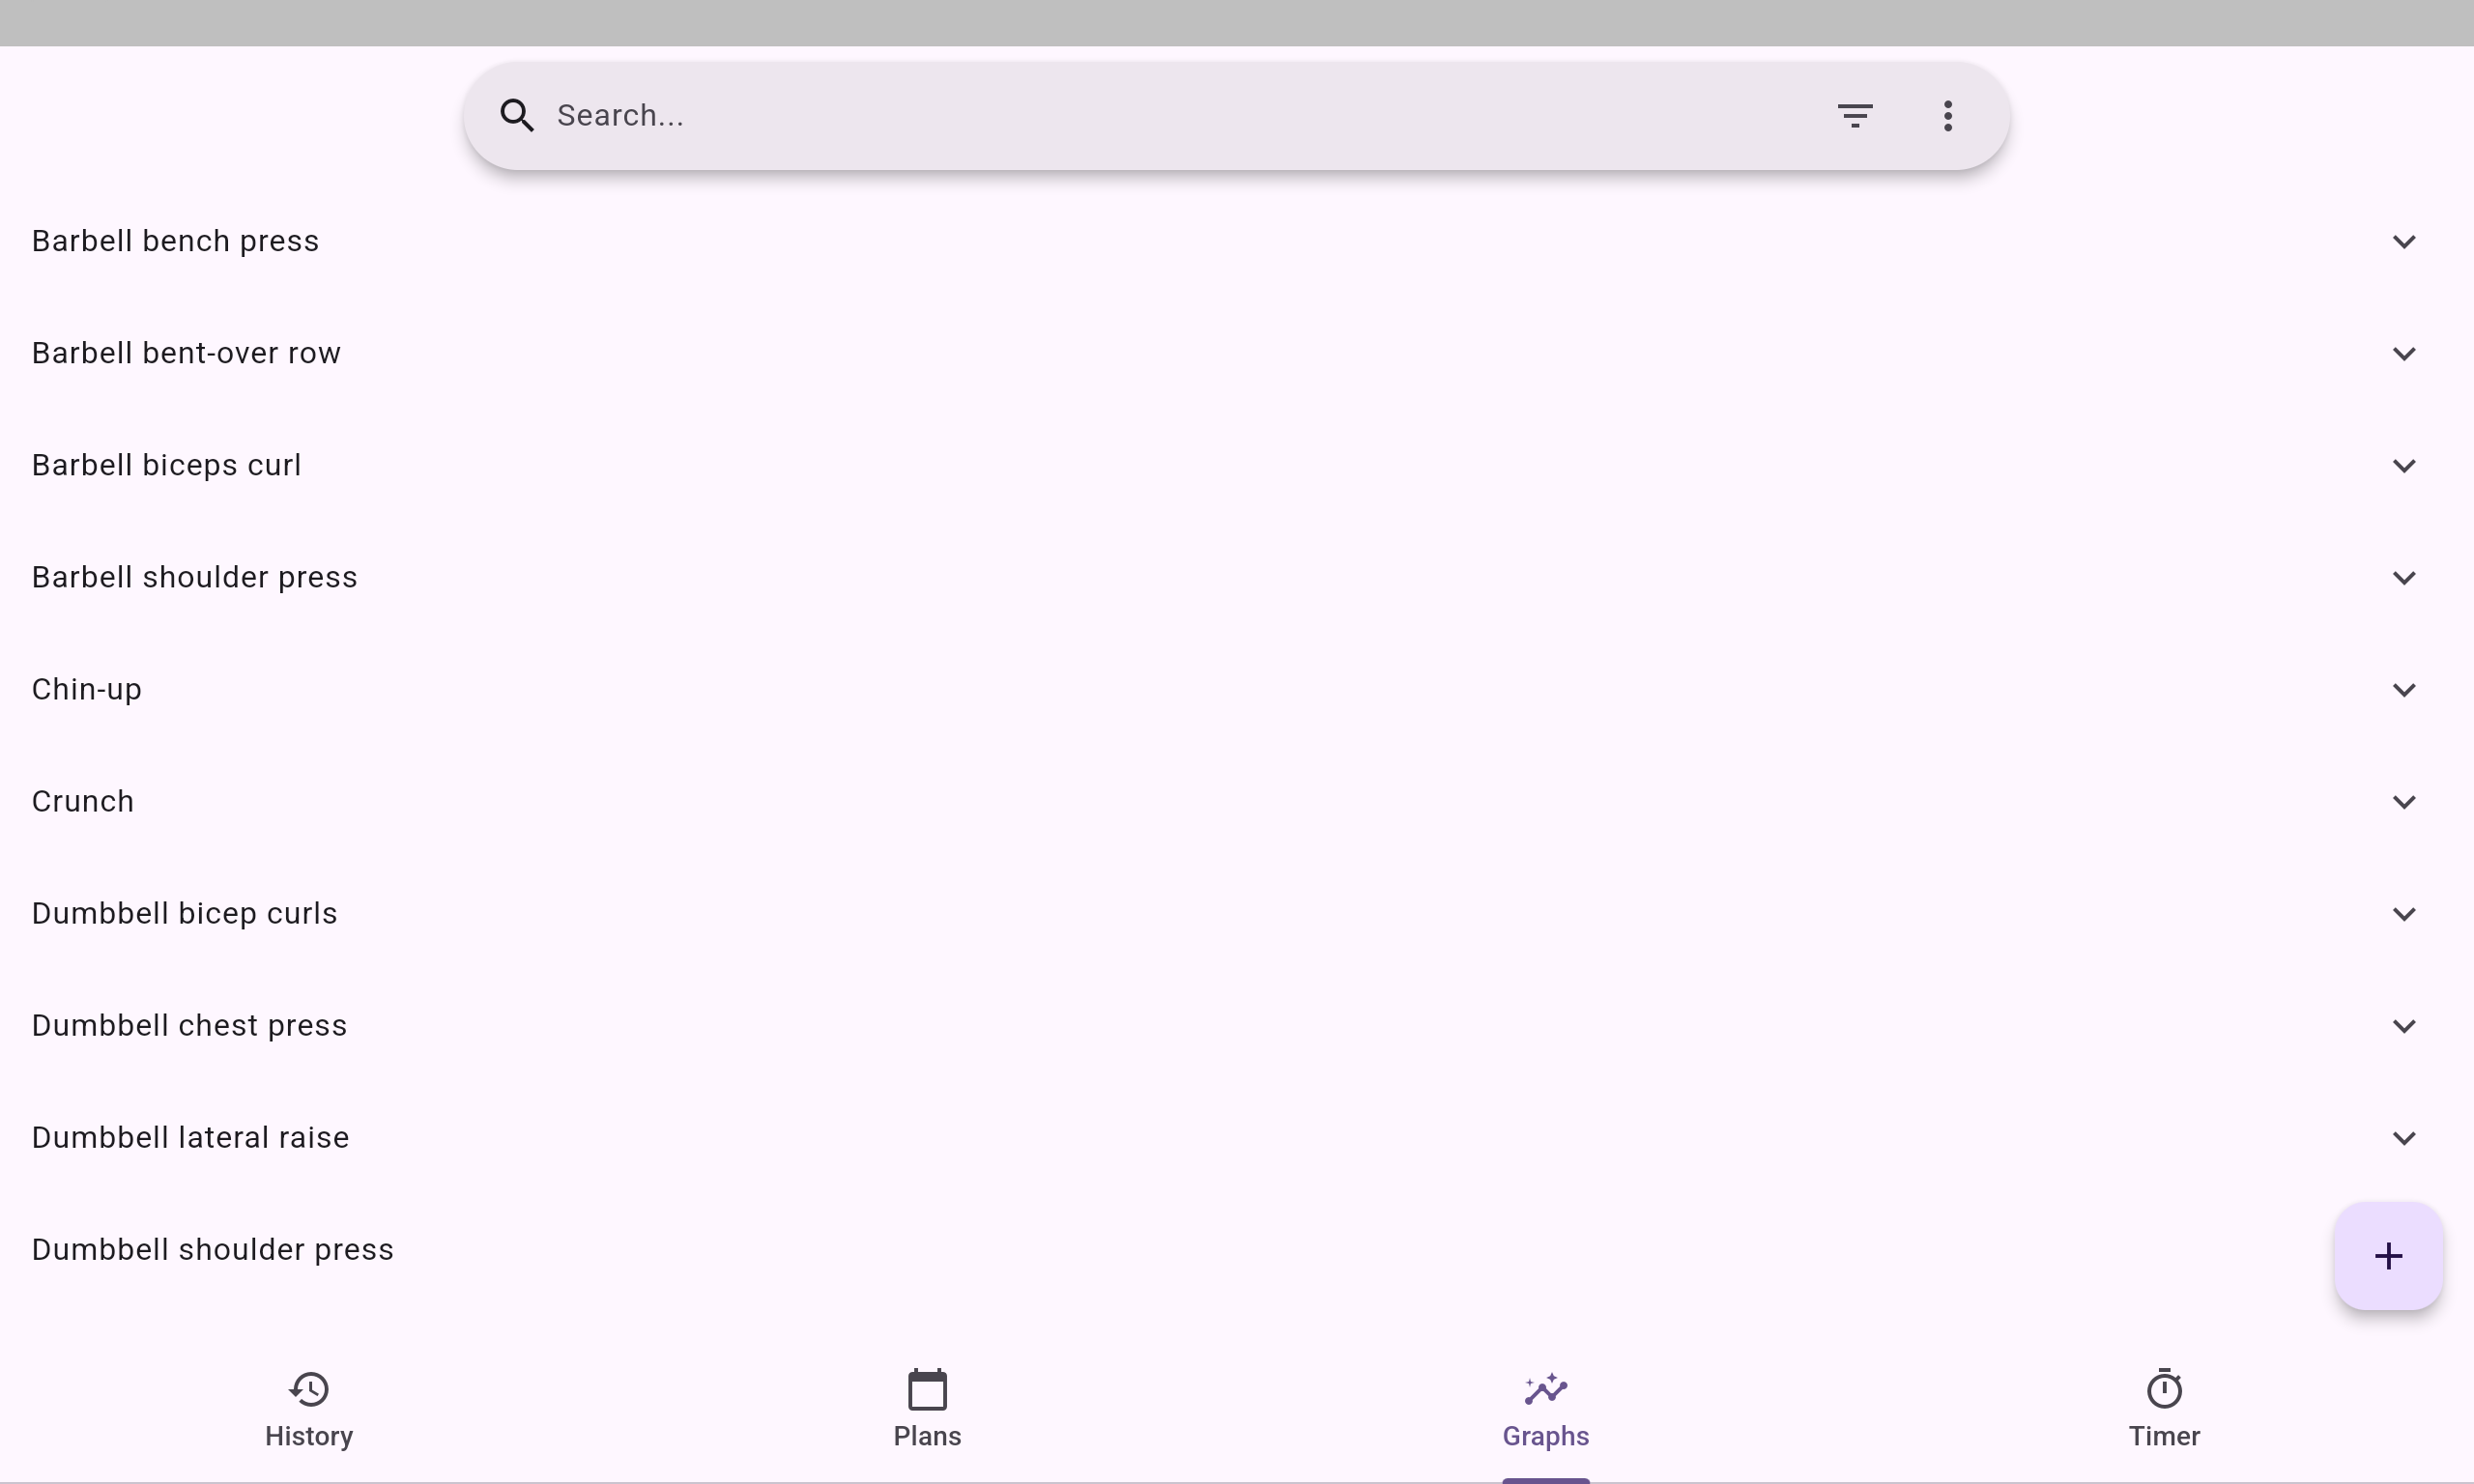 Search...
Barbell bench press
Barbell bent-over row
Barbell biceps curl
Barbell shoulder press
Chin-up
Crunch
Dumbbell bicep curls
Dumbbell chest press
Dumbbell lateral raise
Dumbbell shoulder press
History
Plans
Graphs
Timer